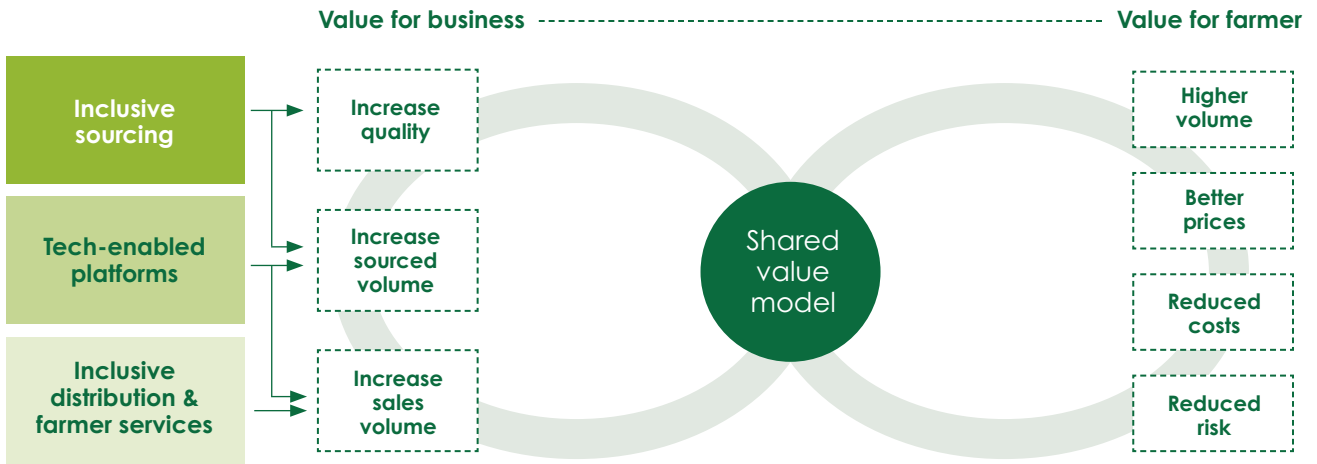 Value for business
Value for farmer
Inclusive
sourcing
Tech-enabled
platforms
Inclusive
distribution &
farmer services
Increase
quality
Increase
sourced
volume
Increase
sales
volume
Shared
value
model
Higher
volume
Better
prices
Reduced
costs
Reduced
risk